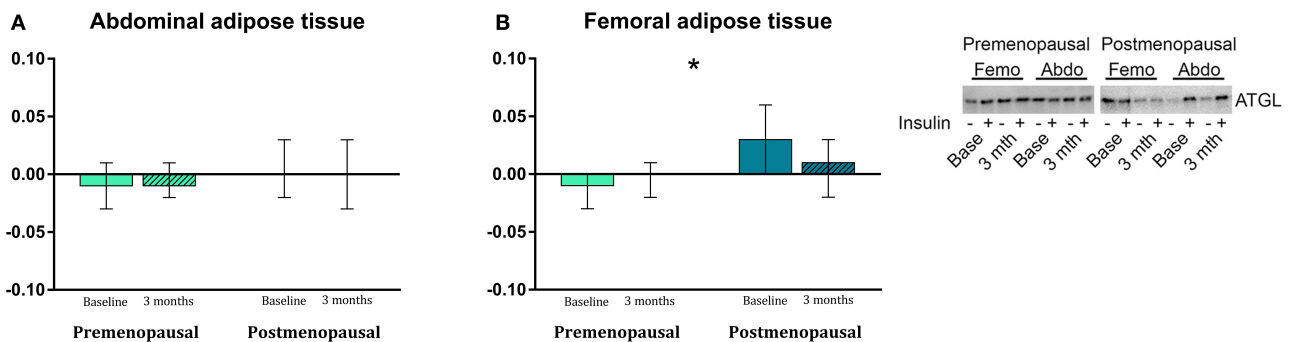 A Abdominal adipose tissue
0.10
0.05
0.00
-0.05
-0.10
Baseline 3 months Baseline 3 months
Premenopausal Postmenopausal
B Femoral adipose tissue
*
0.10
0.05
0.00
-0.05
-0.10
Baseline 3 months Baseline 3 months
Premenopausal Postmenopausal
Premenopausal Postmenopausal
Femo Abdo Femo Abdo
ATGL
Insulin - + - + - + - + - + - + - + - +
Base 3 mth Base 3 mth Base 3 mth Base 3 mth